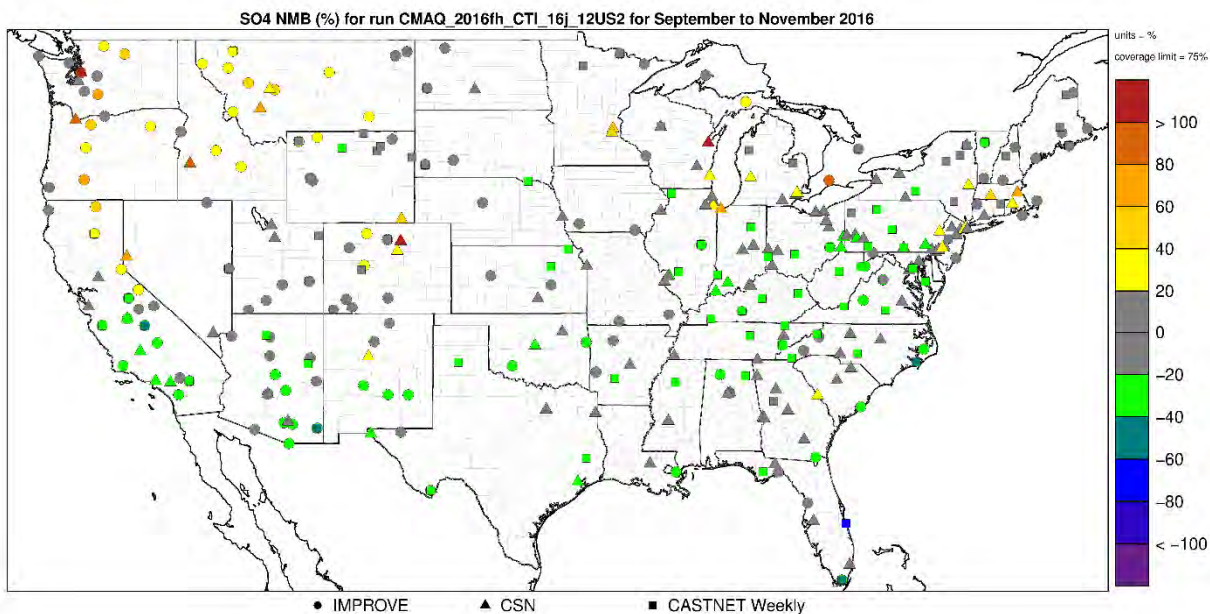 SO4 NMB (%) for run CMAQ_2016fh_CTI_16j_12US2 for September to November 2016
units = %
coverage limit = 75%
> 100
80
60
40
20
0
−20
−40
−60
−80
< −100
IMPROVE
CSN
CASTNET Weekly